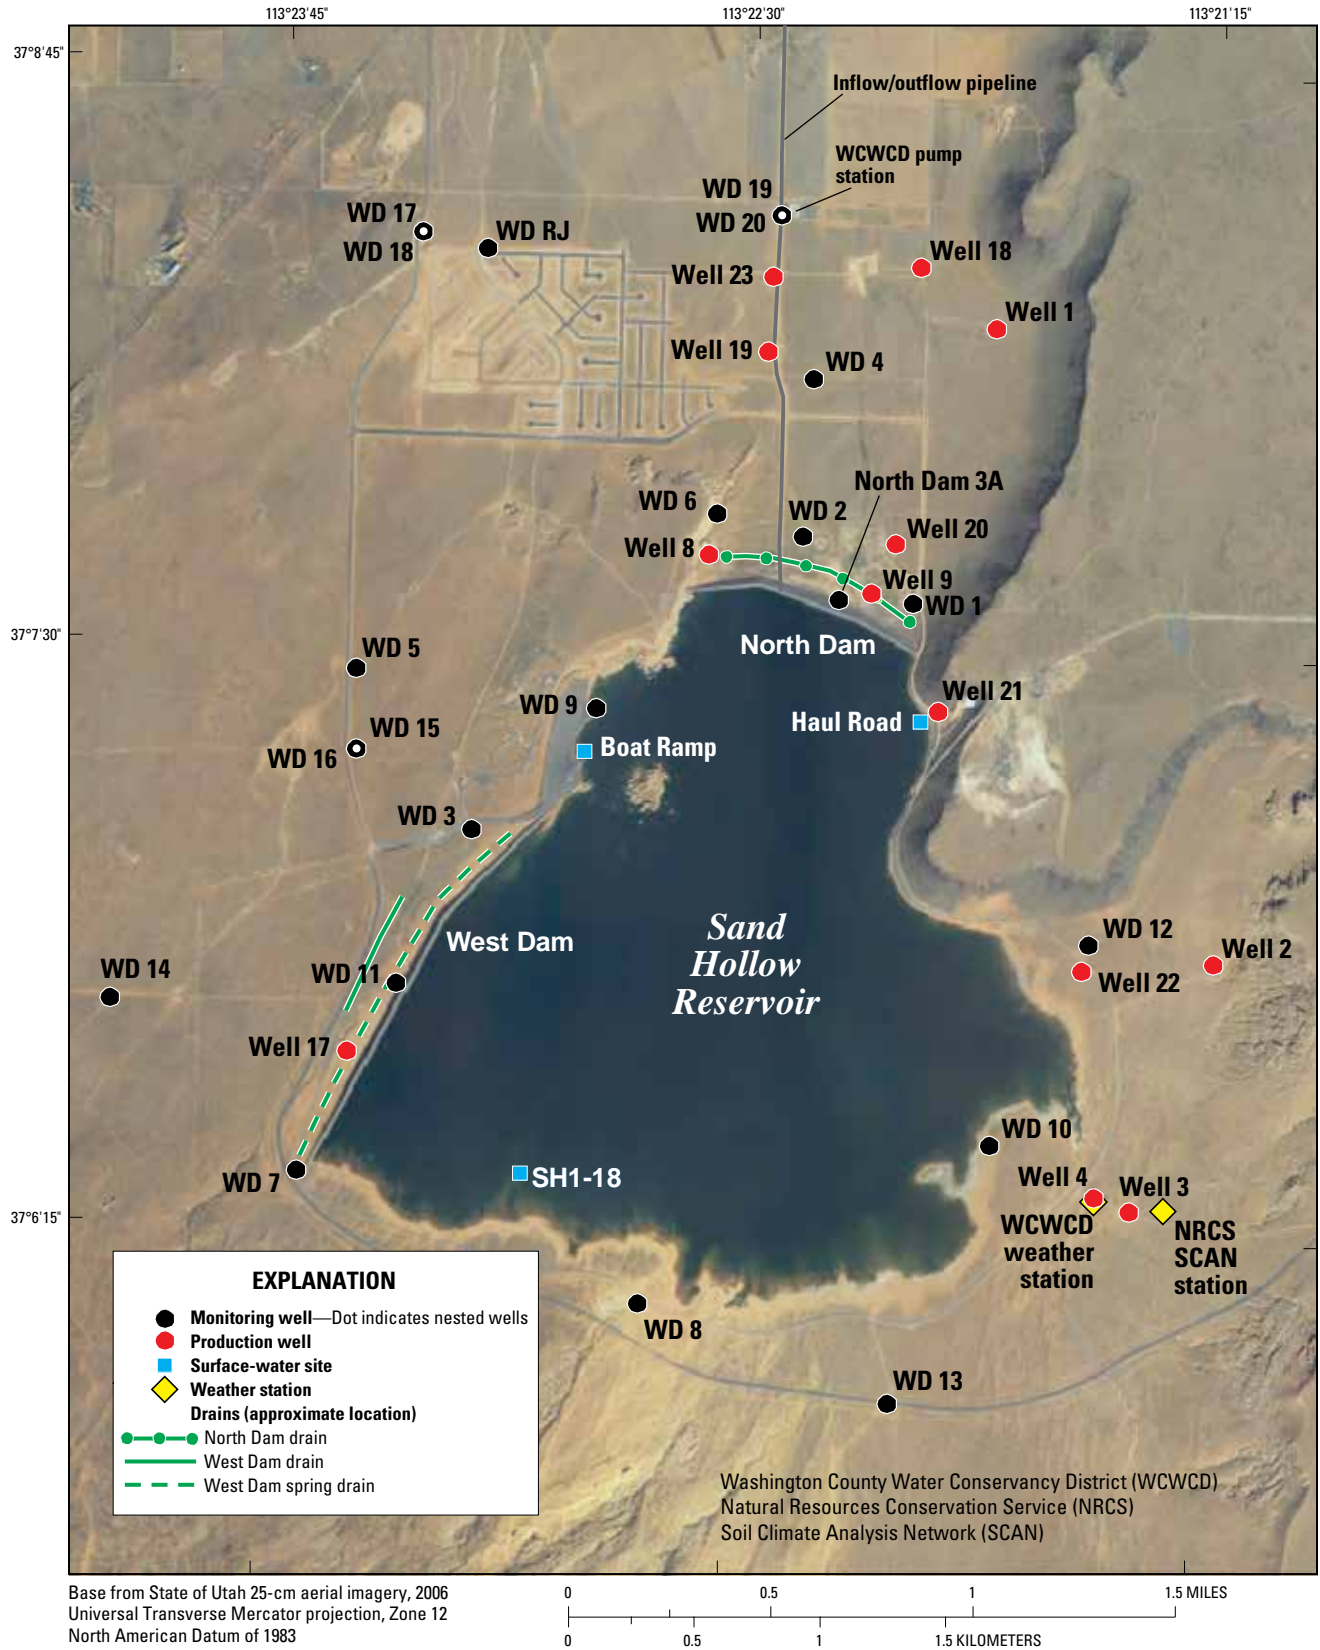 113°23'45"
113°22'30"
113°21'15"
37°8'45"
Inflow/outflow pipeline
WCWCD pump
station
WD 19
WD 20
WD 17
WD 18
WD RJ
Well 18
Well 23
Well 1
Well 19
WD 4
North Dam 3A
WD 6
WD 2
Well 20
Well 8
Well 9
WD 1
37°7'30"
North Dam
WD 5
WD 9
Well 21
Haul Road
WD 15
WD 16
Boat Ramp
WD 3
Sand
Hollow
Reservoir
West Dam
WD 12
Well 2
WD 14
WD 11
Well 22
Well 17
WD 10
WD 7
SH1-18
Well 4
Well 3
37°6'15"
WCWCD
weather
station
NRCS
SCAN
station
WD 8
WD 13
EXPLANATION
Monitoring well—Dot indicates nested wells
Production well
Surface-water site
Weather station
Drains (approximate location)
North Dam drain
West Dam drain
West Dam spring drain
Washington County Water Conservancy District (WCWCD)
Natural Resources Conservation Service (NRCS)
Soil Climate Analysis Network (SCAN)
Base from State of Utah 25-cm aerial imagery, 2006
Universal Transverse Mercator projection, Zone 12
North American Datum of 1983
0 0.5 1 1.5 MILES
0 0.5 1 1.5 KILOMETERS